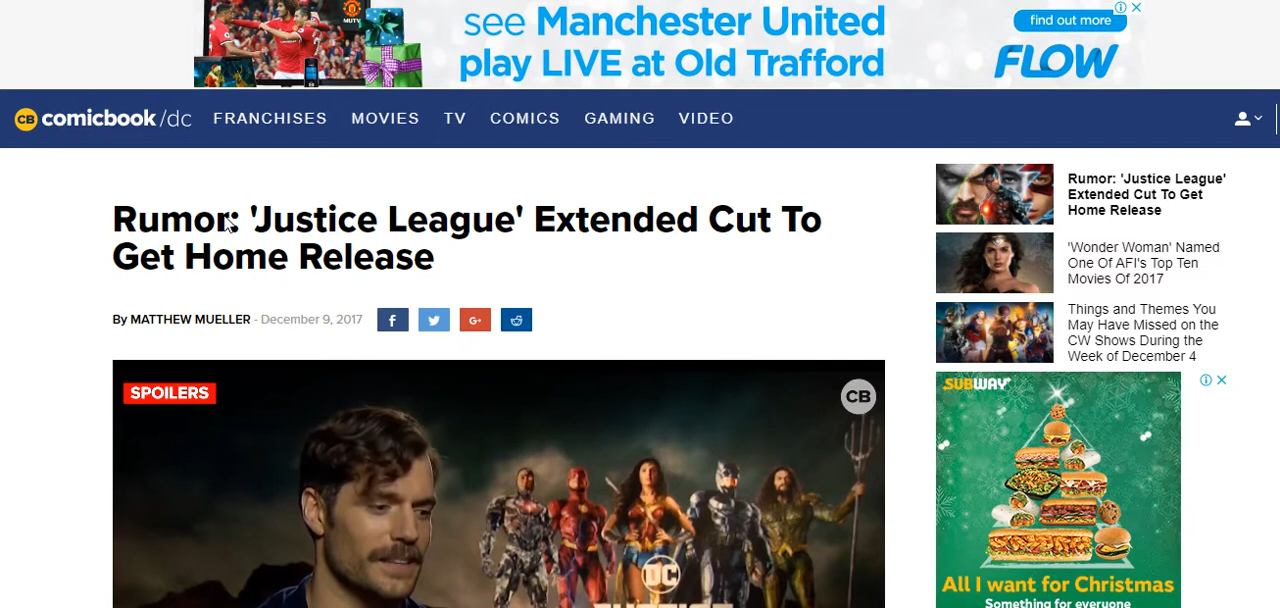 see Manchester United
play LIVE at Old Trafford
find out more
FLOW
MUTV
CB comicbook/dc
FRANCHISES
MOVIES
TV
COMICS
GAMING
VIDEO
Rumor: 'Justice League' Extended Cut To
Get Home Release
By MATTHEW MUELLER - December 9, 2017
SPOILERS
CB
DC
JUSTICE
Rumor: 'Justice League'
Extended Cut To Get
Home Release
'Wonder Woman' Named
One Of AFI's Top Ten
Movies Of 2017
Things and Themes You
May Have Missed on the
CW Shows During the
Week of December 4
SUBWAY
All I want for Christmas
Something for everyone